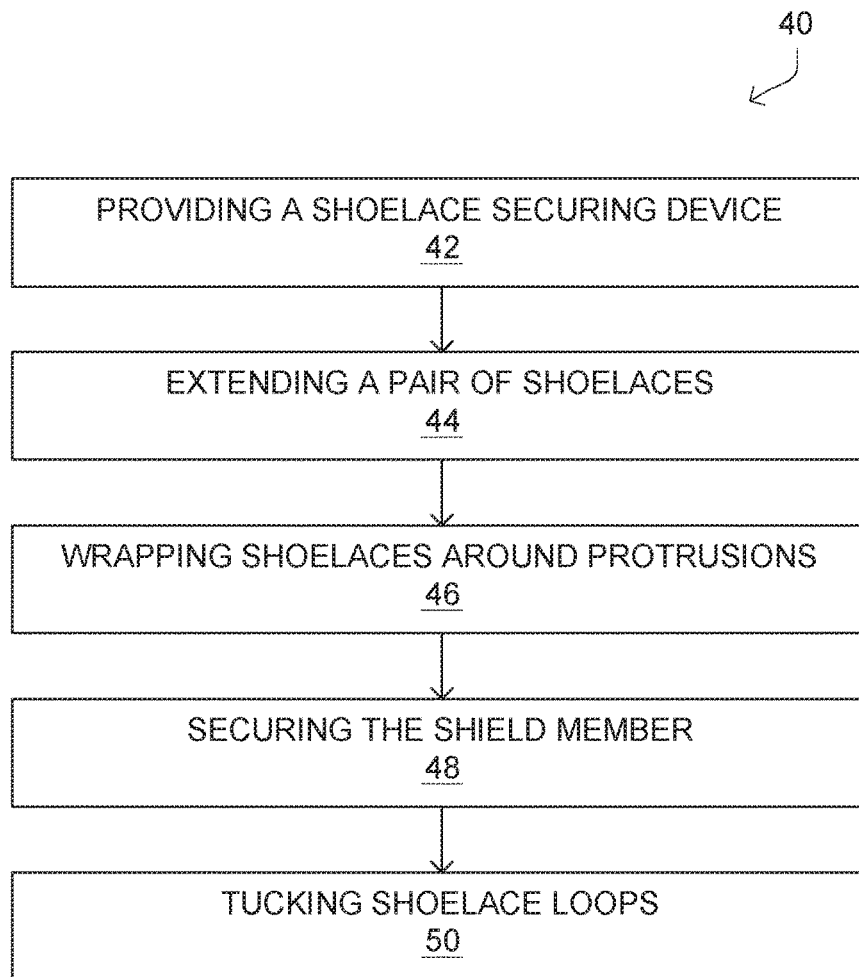 40
PROVIDING A SHOELACE SECURING DEVICE
42
EXTENDING A PAIR OF SHOELACES
44
WRAPPING SHOELACES AROUND PROTRUSIONS
46
SECURING THE SHIELD MEMBER
48
TUCKING SHOELACE LOOPS
50